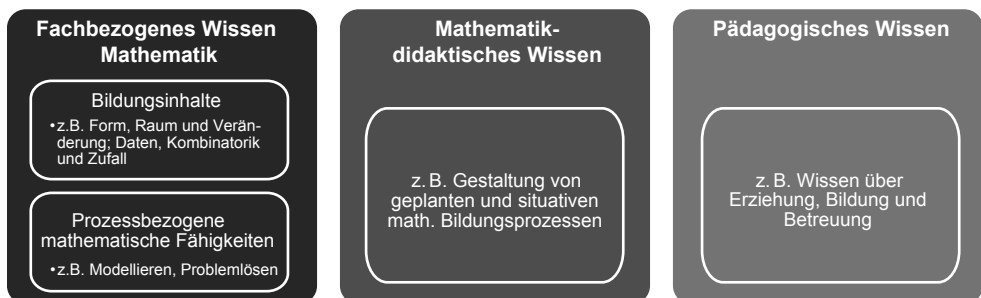 Fachbezogenes Wissen
Mathematik
Bildungsinhalte
•z.B. Form, Raum und Verän-
derung; Daten, Kombinatorik
und Zufall
Prozessbezogene
mathematische Fähigkeiten
•z.B. Modellieren, Problemlösen
Mathematik-
didaktisches Wissen
z. B. Gestaltung von
geplanten und situativen
math. Bildungsprozessen
Pädagogisches Wissen
z. B. Wissen über
Erziehung, Bildung und
Betreuung